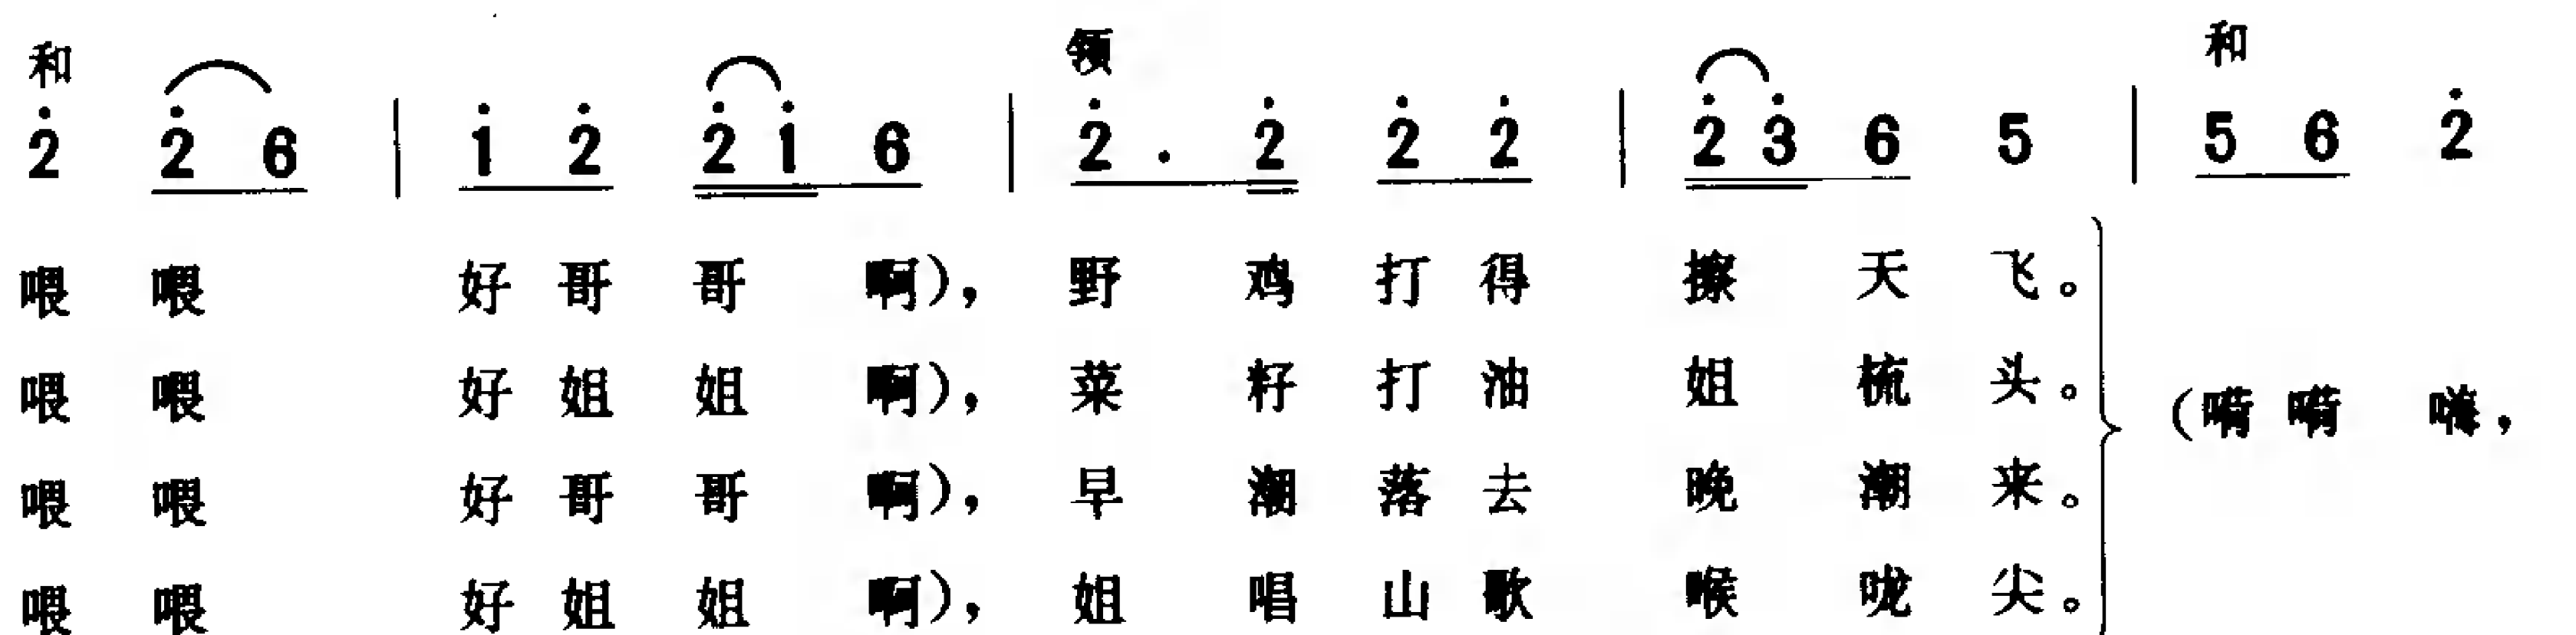 和 领 和
2 2 6 | 1 2 2 1 6 | 2 . 2 2 2 | 2 3 6 5 | 5 6 2
喂 喂 好 哥 哥 啊），野 鸡 打 得 擦 天 飞。
喂 喂 好 姐 姐 啊），菜 籽 打 油 姐 梳 头。
（嗬 嗬 嗨，
喂 喂 好 哥 哥 啊），早 潮 落 去 晚 潮 来。
喂 喂 好 姐 姐 啊），姐 唱 山 歌 喉 咙 尖。